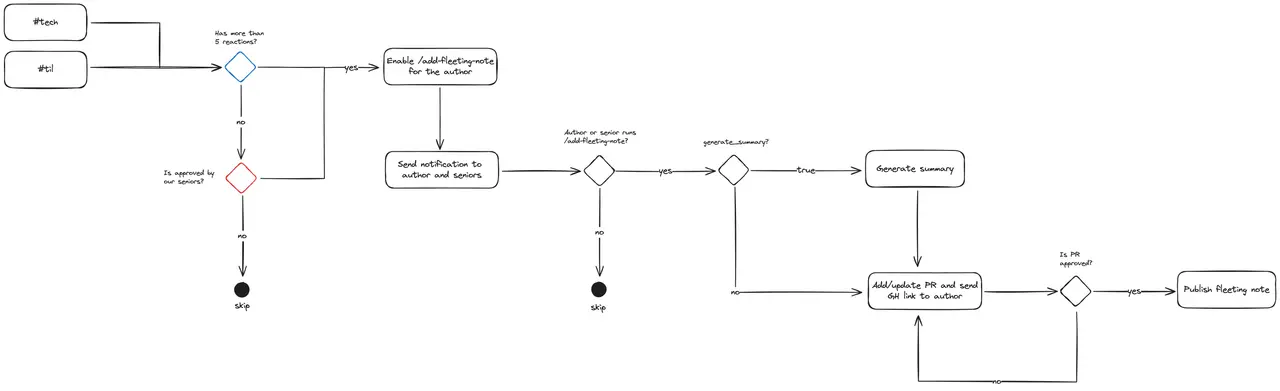 #tech
#til
Has more than
5 reactions?
no
Is approved by
our seniors?
no
skip
yes
Enable /add-fleeting-note
for the author
Send notification to
author and seniors
Author or senior runs
/add-fleeting-note?
no
skip
yes
generate_summary?
true
Generate summary
no
Add/update PR and send
GH link to author
Is PR
approved?
yes
Publish fleeting note
no